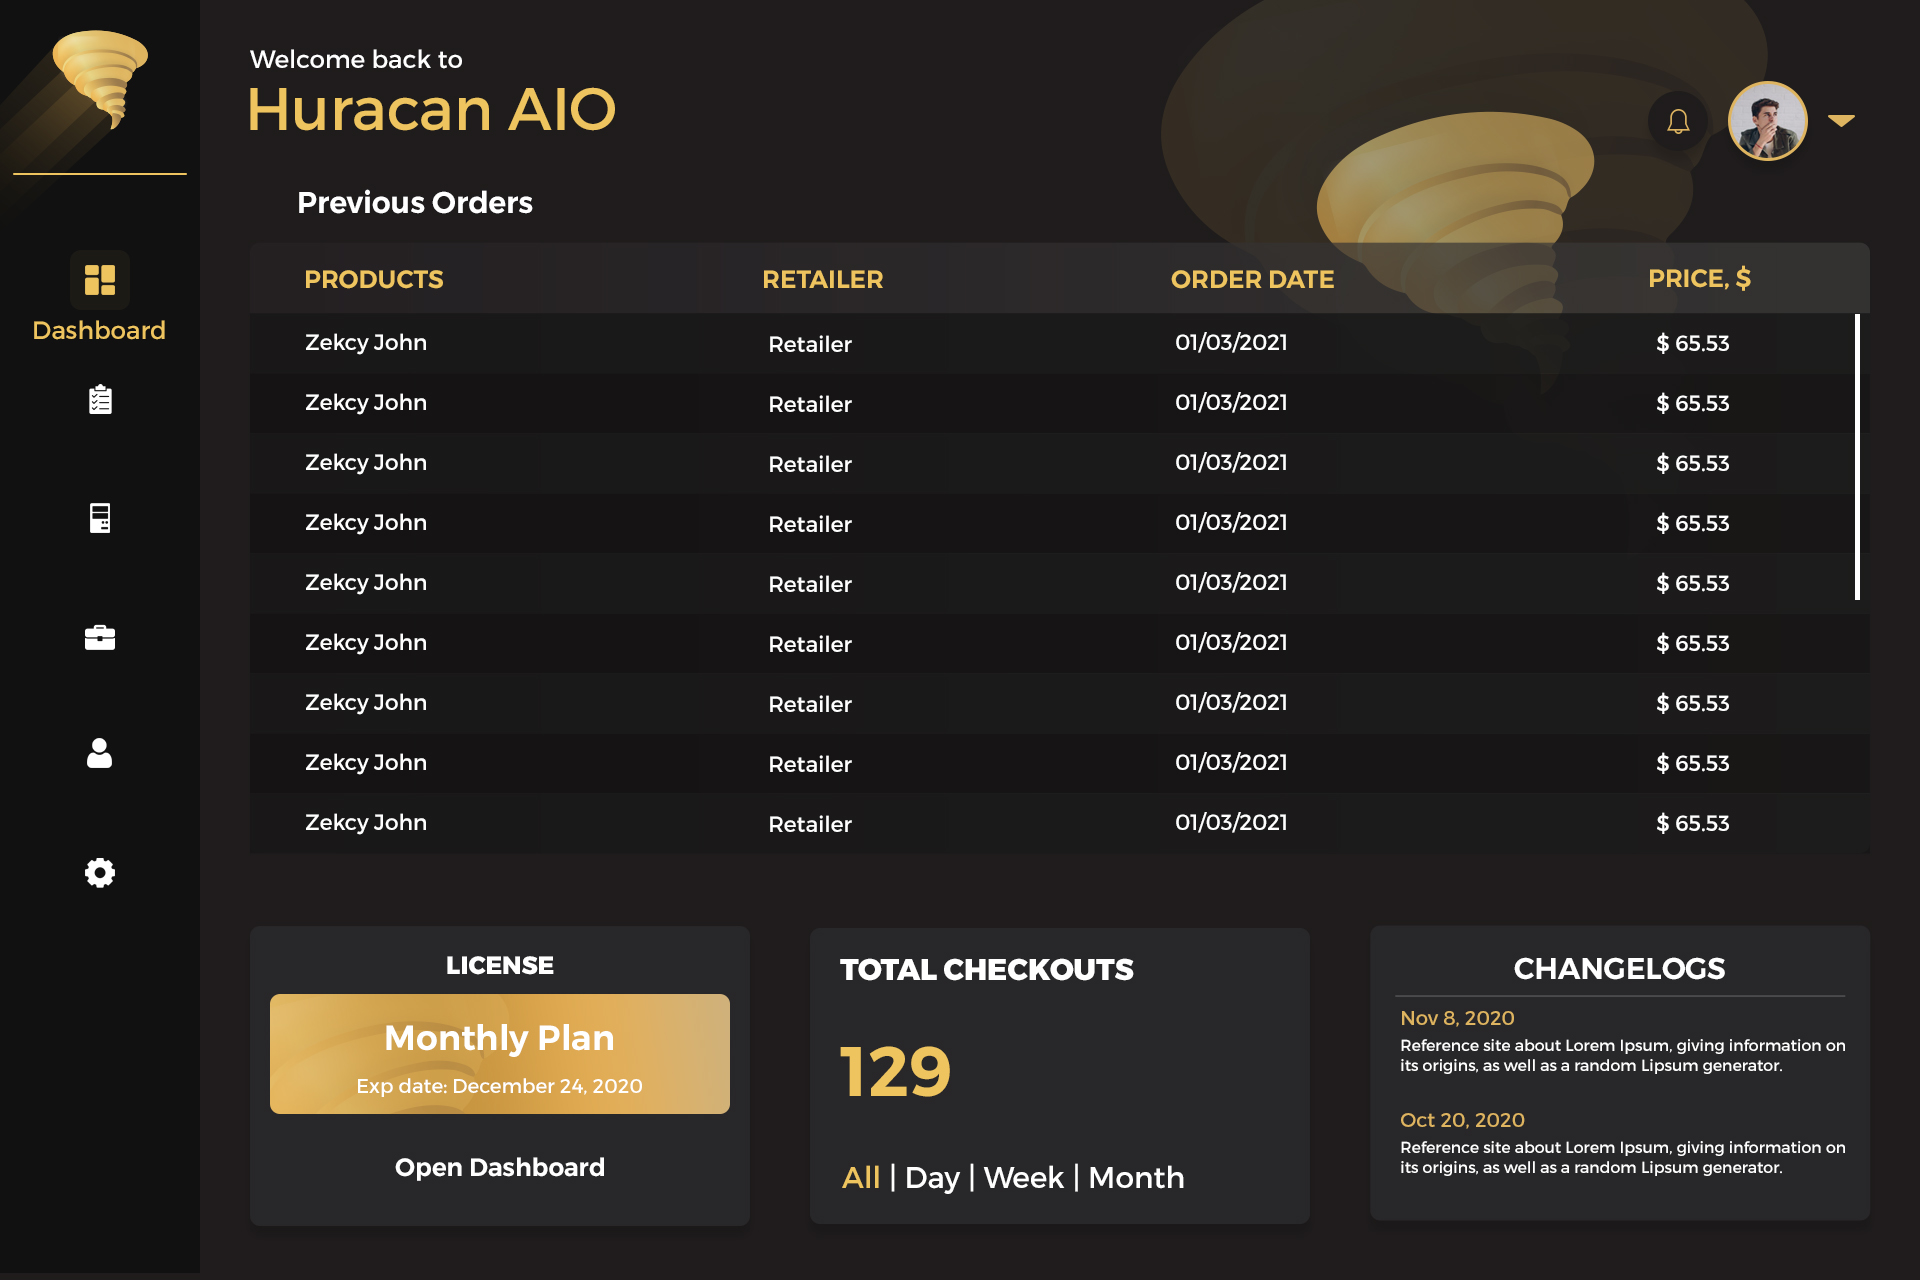 Welcome back to
Huracan AIO
Dashboard
Previous Orders
PRODUCTS RETAILER ORDER DATE PRICE, $
Zekcy John Retailer 01/03/2021 $ 65.53
Zekcy John Retailer 01/03/2021 $ 65.53
Zekcy John Retailer 01/03/2021 $ 65.53
Zekcy John Retailer 01/03/2021 $ 65.53
Zekcy John Retailer 01/03/2021 $ 65.53
Zekcy John Retailer 01/03/2021 $ 65.53
Zekcy John Retailer 01/03/2021 $ 65.53
Zekcy John Retailer 01/03/2021 $ 65.53
Zekcy John Retailer 01/03/2021 $ 65.53
LICENSE
Monthly Plan
Exp date: December 24, 2020
Open Dashboard
TOTAL CHECKOUTS
129
All | Day | Week | Month
CHANGELOGS
Nov 8, 2020
Reference site about Lorem Ipsum, giving information on
its origins, as well as a random Lipsum generator.
Oct 20, 2020
Reference site about Lorem Ipsum, giving information on
its origins, as well as a random Lipsum generator.